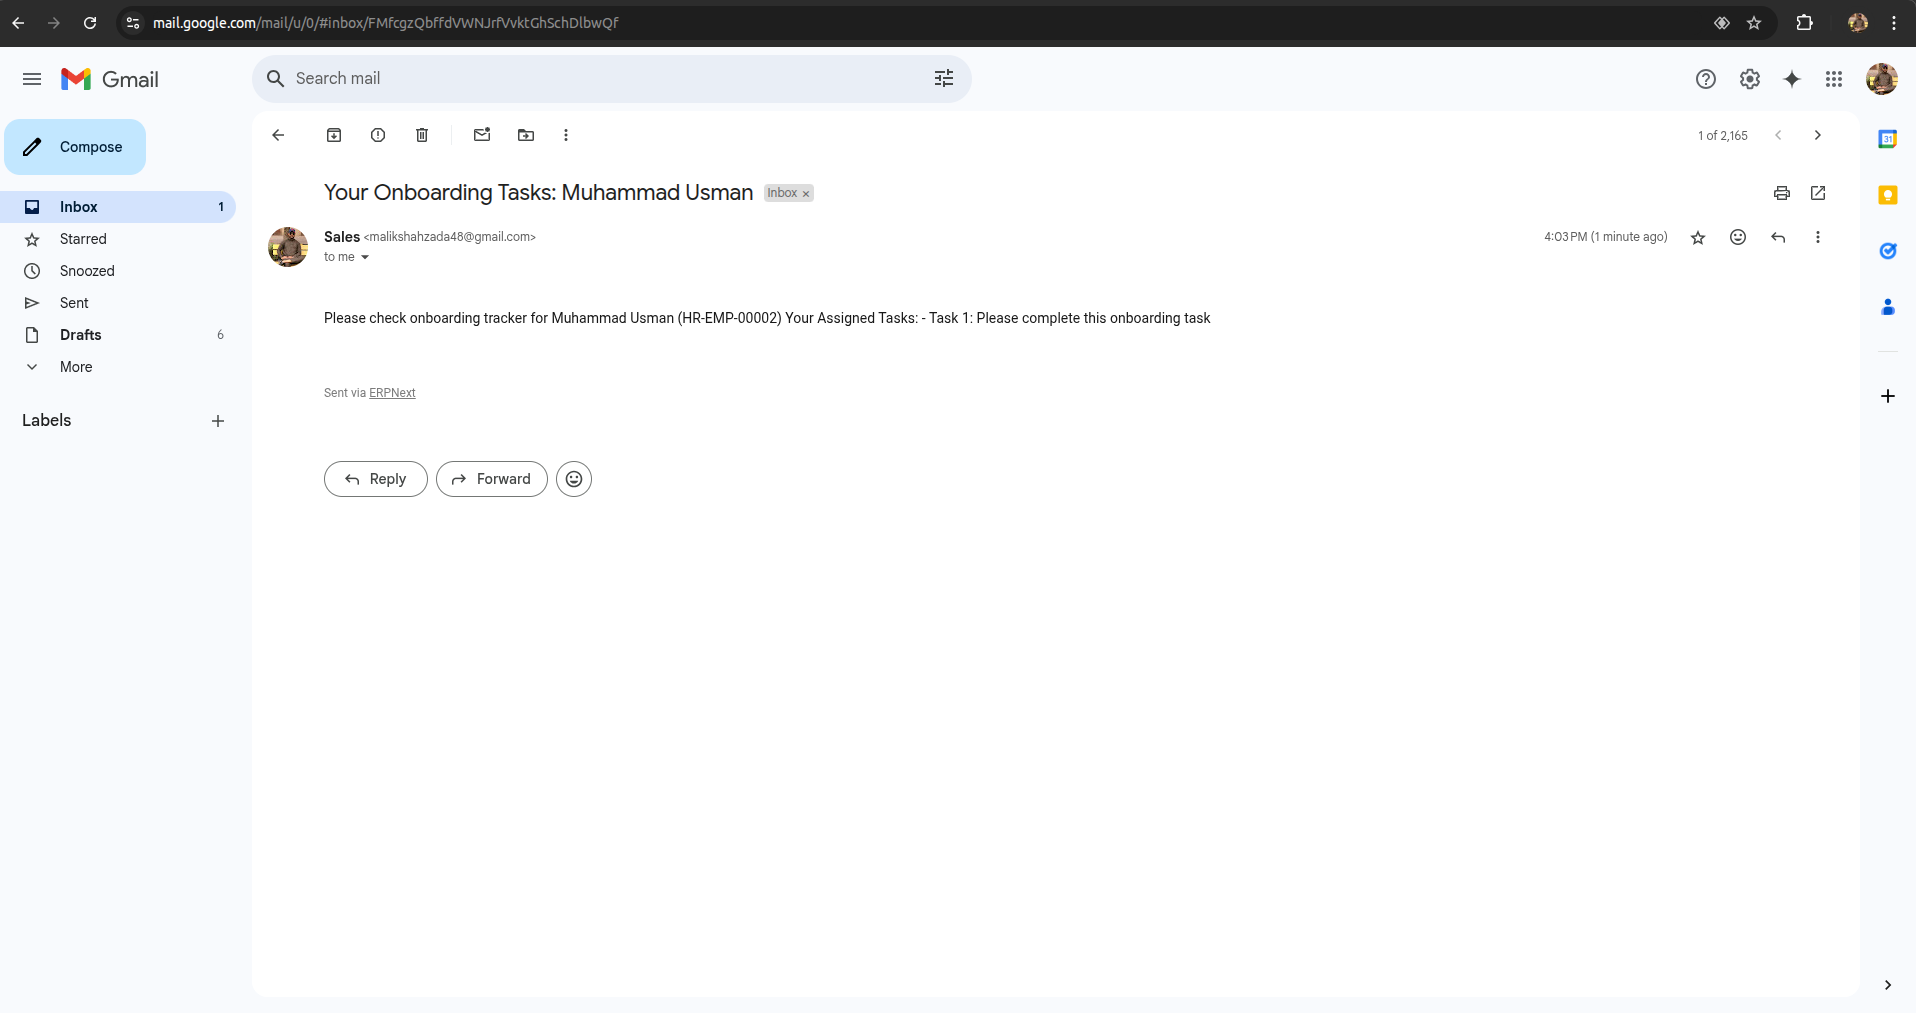 mail.google.com/mail/u/0/#inbox/FMfcgzQbffdVWNJrfVvktGhSchDlbwQf
Gmail
Search mail
Compose
1 of 2,165
Inbox 1
Starred
Snoozed
Sent
Drafts 6
More
Labels
Your Onboarding Tasks: Muhammad Usman Inbox ×
Sales <malikshahzada48@gmail.com>
4:03 PM (1 minute ago)
to me
Please check onboarding tracker for Muhammad Usman (HR-EMP-00002) Your Assigned Tasks: - Task 1: Please complete this onboarding task
Sent via ERPNext
Reply
Forward
31